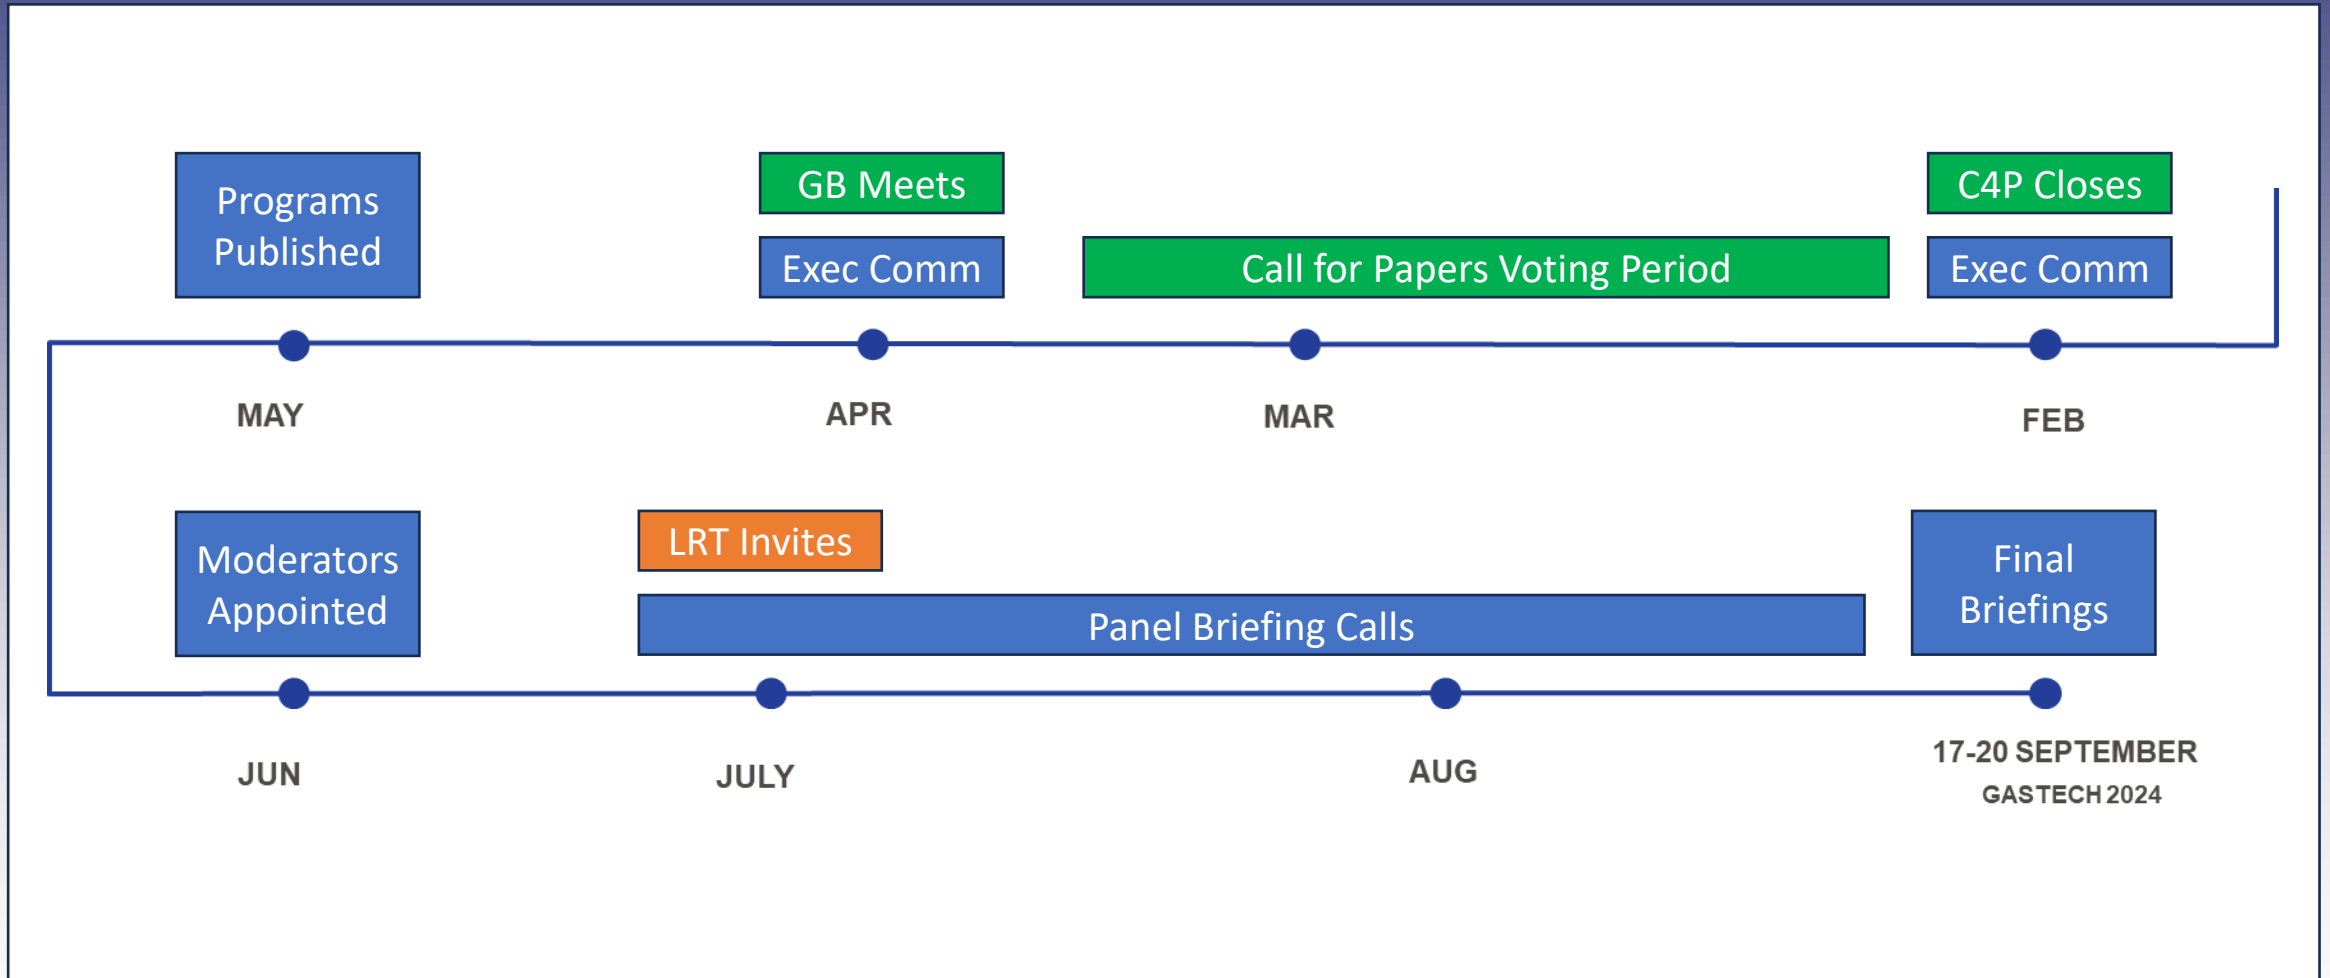 Programs
Published
GB Meets
Exec Comm
Call for Papers Voting Period
C4P Closes
Exec Comm
MAY
APR
MAR
FEB
Moderators
Appointed
LRT Invites
Panel Briefing Calls
Final
Briefings
JUN
JULY
AUG
17-20 SEPTEMBER
GASTECH 2024